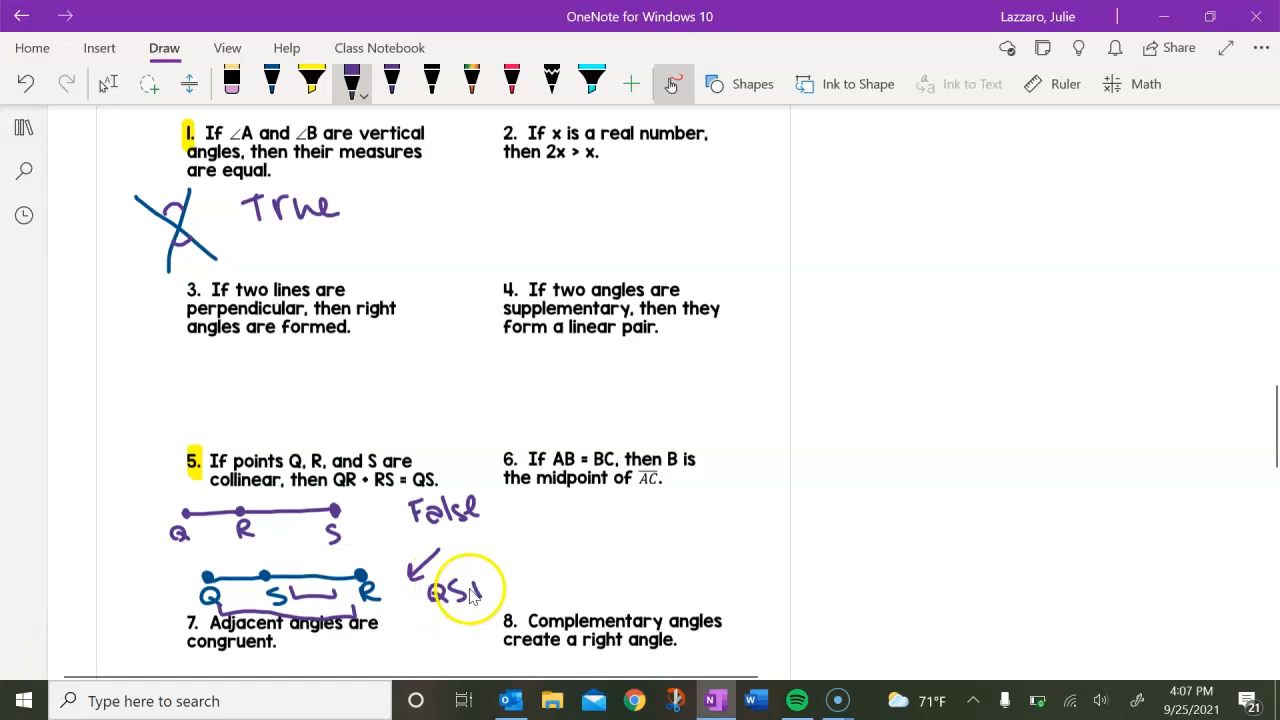 OneNote for Windows 10
Lazzaro, Julie
Home Insert Draw View Help Class Notebook
Share
Shapes Ink to Shape Ink to Text Ruler Math
1. If ∠A and ∠B are vertical
angles, then their measures
are equal.
True
2. If x is a real number,
then 2x > x.
3. If two lines are
perpendicular, then right
angles are formed.
4. If two angles are
supplementary, then they
form a linear pair.
5. If points Q, R, and S are
collinear, then QR + RS = QS.
False
Q R S
Q S R
QS
6. If AB = BC, then B is
the midpoint of A̅C̅.
7. Adjacent angles are
congruent.
8. Complementary angles
create a right angle.
Type here to search
71°F
4:07 PM
9/25/2021
21